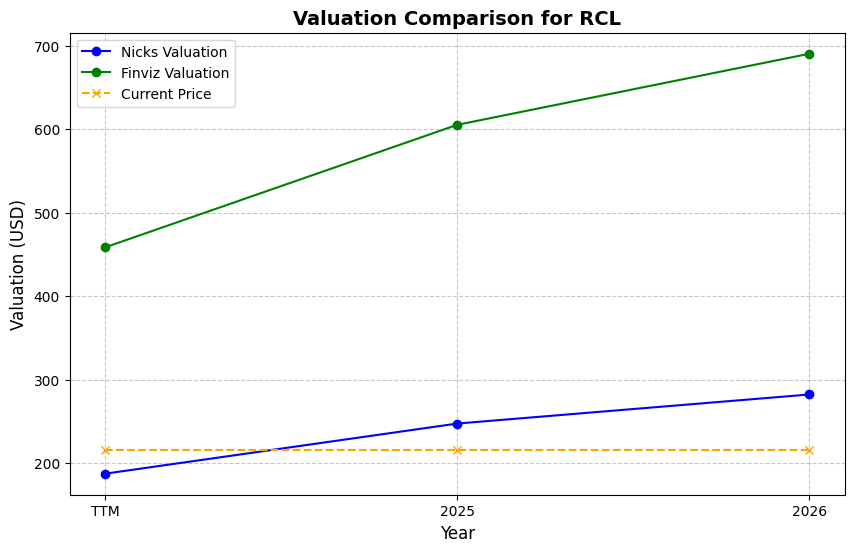 Valuation Comparison for RCL
Nicks Valuation
Finviz Valuation
Current Price
Valuation (USD)
700
600
500
400
300
200
TTM
2025
2026
Year